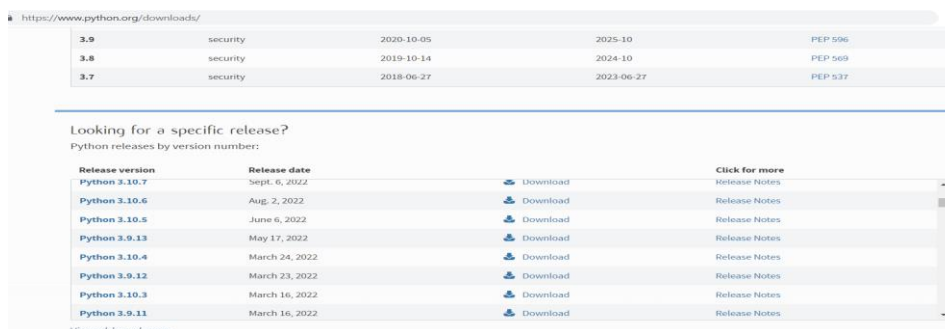 https://www.python.org/downloads/
3.9 security 2020-10-05 2025-10 PEP 596
3.8 security 2019-10-14 2024-10 PEP 569
3.7 security 2018-06-27 2023-06-27 PEP 537
Looking for a specific release?
Python releases by version number:
Release version Release date Click for more
Python 3.10.7 Sept. 6, 2022 Download Release Notes
Python 3.10.6 Aug. 2, 2022 Download Release Notes
Python 3.10.5 June 6, 2022 Download Release Notes
Python 3.9.13 May 17, 2022 Download Release Notes
Python 3.10.4 March 24, 2022 Download Release Notes
Python 3.9.12 March 23, 2022 Download Release Notes
Python 3.10.3 March 16, 2022 Download Release Notes
Python 3.9.11 March 16, 2022 Download Release Notes